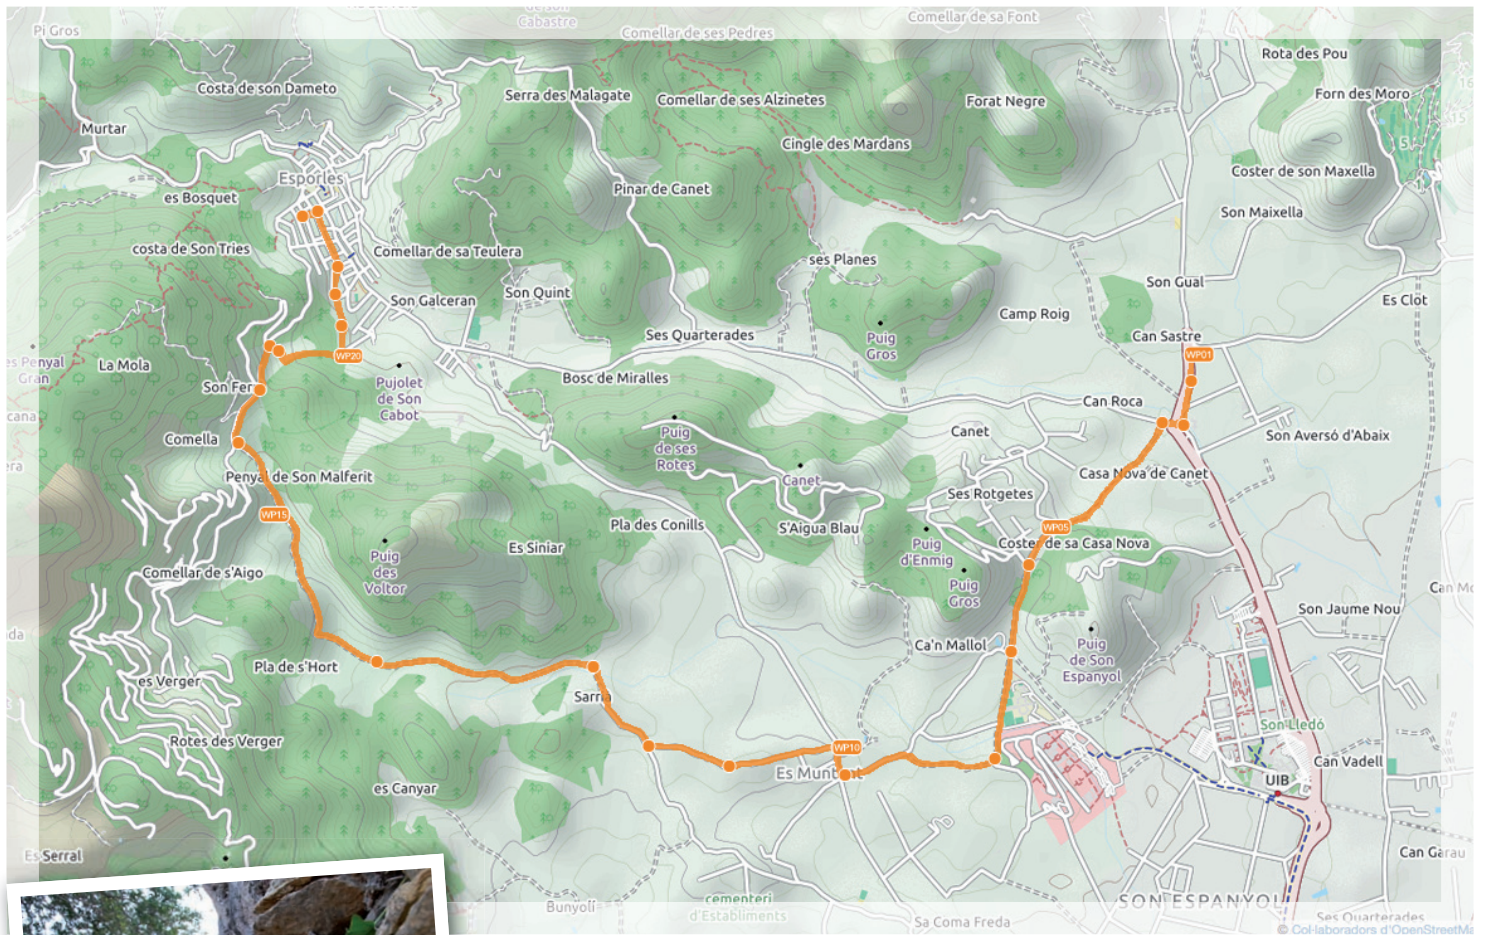 de son
Cabastre
Comellar de sa Font
Pi Gros
Comellar de ses Pedres
Rota des Pou
Costa de son Dameto
Serra des Malagate
Comellar de ses Alzinetes
Forat Negre
Forn des Moro
Murtar
Cingle des Mardans
Coster de son Maxella
Esporles
Pinar de Canet
es Bosquet
Son Maixella
costa de Son Tries
Comellar de sa Teulera
ses Planes
Son Gual
Son Quint
Son Galceran
Es Clot
Camp Roig
Ses Quarterades
Can Sastre
Puig
Gros
WP01
WP20
es Penyal
Gran
La Mola
Bosc de Miralles
Pujolet
de Son
Cabot
Son Fer
Can Roca
Comella
Puig
de ses
Rotes
Canet
Son Aversó d'Abaix
Penyal de Son Malferit
Canet
Casa Nova de Canet
Ses Rotgetes
WP15
Pla des Conills
S'Aigua Blau
WP05
Es Siniar
Puig
d'Enmig
Coster de sa Casa Nova
Puig
des
Voltor
Comellar de s'Aigo
Puig
Gros
Son Jaume Nou
Ca'n Mallol
Puig
de Son
Espanyol
Pla de s'Hort
es Verger
Sarrià
Son Lledó
Rotes des Verger
WP10
Es Muntant
Can Vadell
UIB
es Canyar
Es Serral
Can Garau
cementeri
d'Establiments
Bunyolí
SON ESPANYOL
Sa Coma Freda
Ses Quarterades
© Col·laboradors d'OpenStreetMa